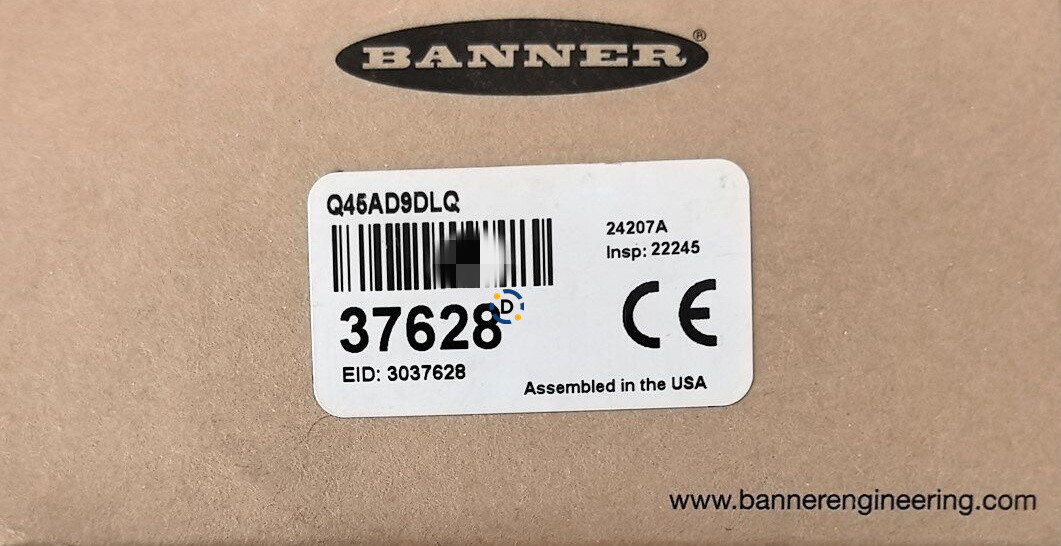 BANNER®
Q45AD9DLQ
24207A
Insp: 22245
37628
D
EID: 3037628
CE
Assembled in the USA
www.bannerengineering.com